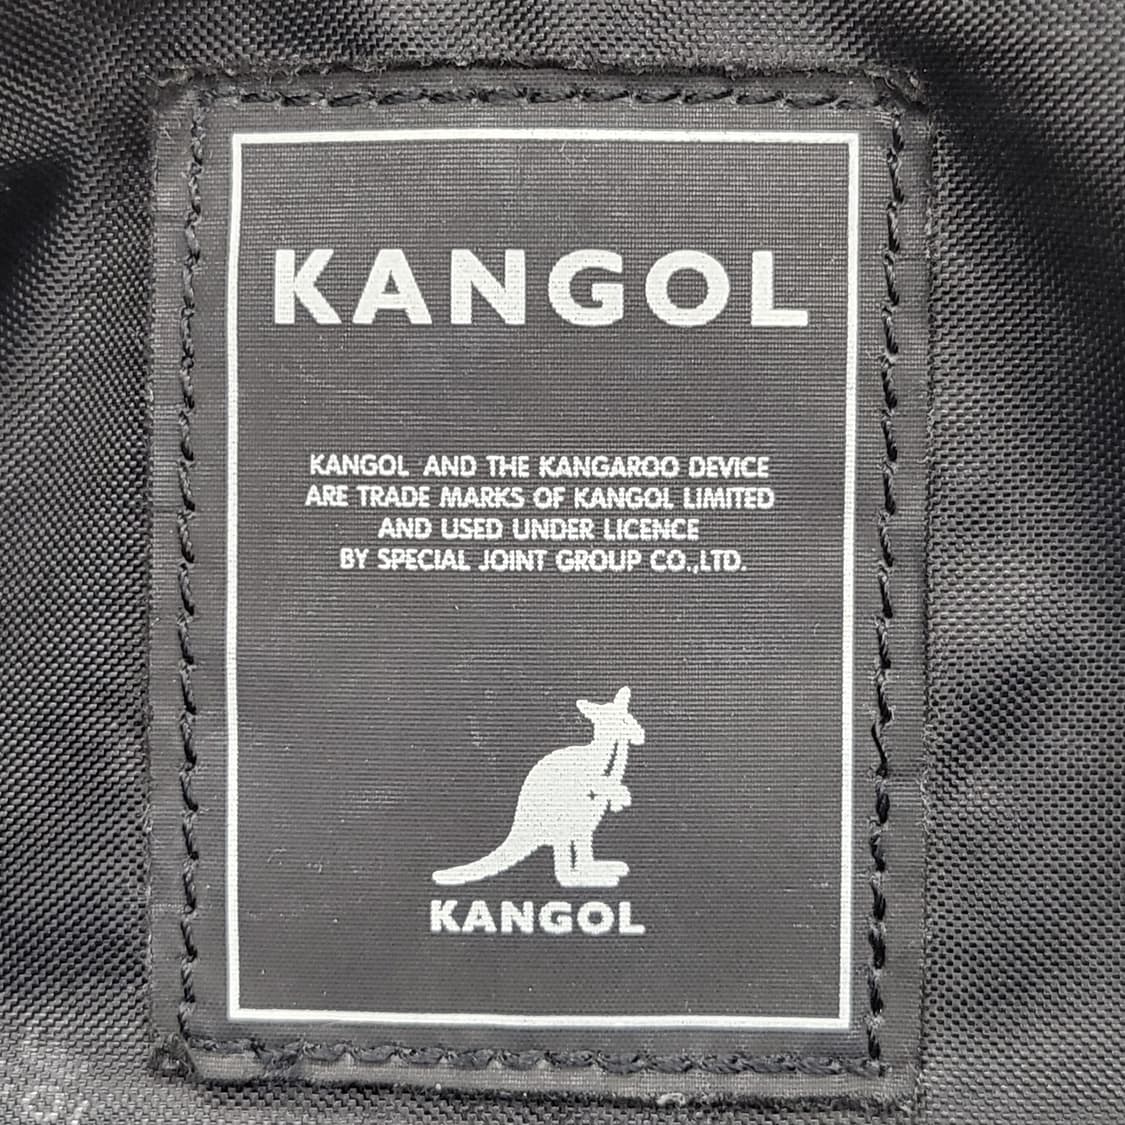 KANGOL
KANGOL AND THE KANGAROO DEVICE
ARE TRADE MARKS OF KANGOL LIMITED
AND USED UNDER LICENCE
BY SPECIAL JOINT GROUP CO.,LTD.
KANGOL